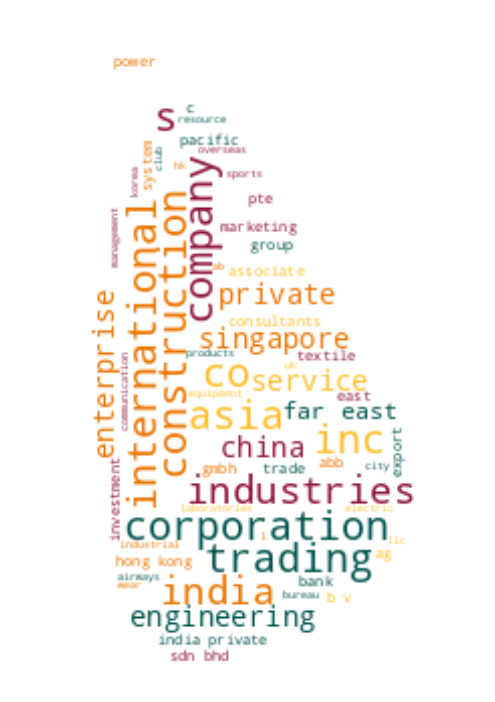 power
c
s
resource
pacific
overseas
system
club
hk
korea
sports
company
pte
international
construction
management
marketing
group
ab
associate
private
enterprise
consultants
singapore
products
textile
communication
uk
co
service
equipment
east
asia
far east
inc
china
export
gmbh
trade
abb
city
investment
industries
laboratories
electric
corporation
i
llc
industrial
trading
ag
hong kong
airways
wear
bank
india
bureau
b v
engineering
india private
sdn bhd